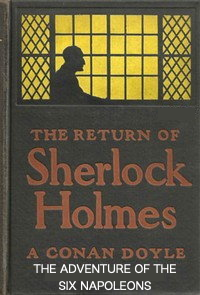 THE RETURN OF
Sherlock
Holmes
A CONAN DOYLE
THE ADVENTURE OF THE
SIX NAPOLEONS